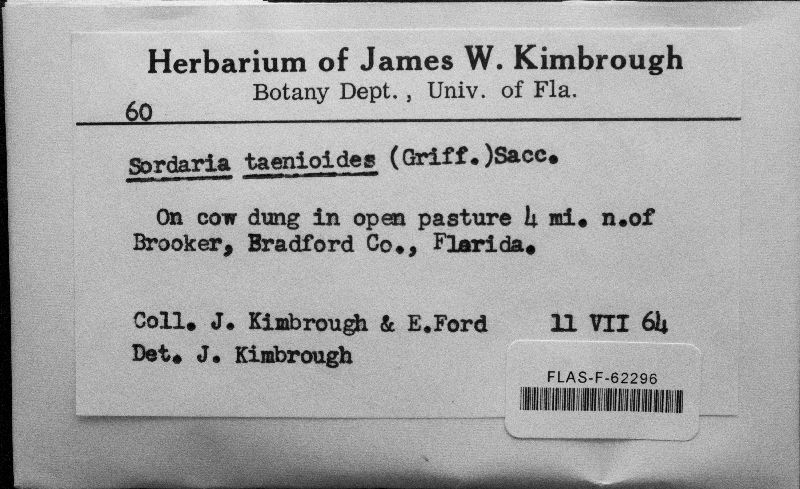 Herbarium of James W. Kimbrough
Botany Dept., Univ. of Fla.
60
Sordaria taenioides (Griff.)Sacc.
On cow dung in open pasture 4 mi. n.of
Brooker, Bradford Co., Flarida.
Coll. J. Kimbrough & E.Ford 11 VII 64
Det. J. Kimbrough
FLAS-F-62296